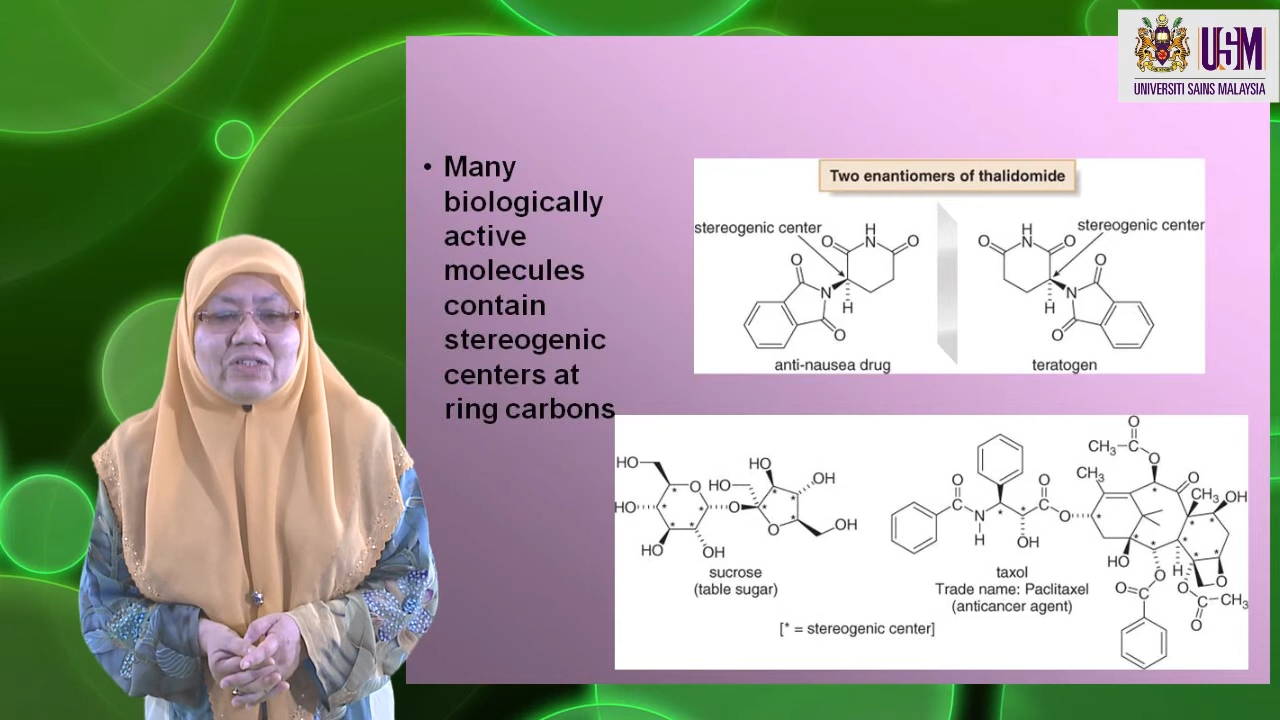 USM
UNIVERSITI SAINS MALAYSIA
• Many
biologically
active
molecules
contain
stereogenic
centers at
ring carbons
Two enantiomers of thalidomide
stereogenic center
H
N
O
O
O
N
H
O
anti-nausea drug
stereogenic center
H
N
O
O
O
N
H
O
teratogen
HO
O
HO
HO
OH
O
HO
HO
OH
O
OH
sucrose
(table sugar)
O
N
H
OH
O
O
CH3
CH3–C
O
O
O
CH3
OH
HO
H
O
O
O
O
C
CH3
O
O
taxol
Trade name: Paclitaxel
(anticancer agent)
[* = stereogenic center]